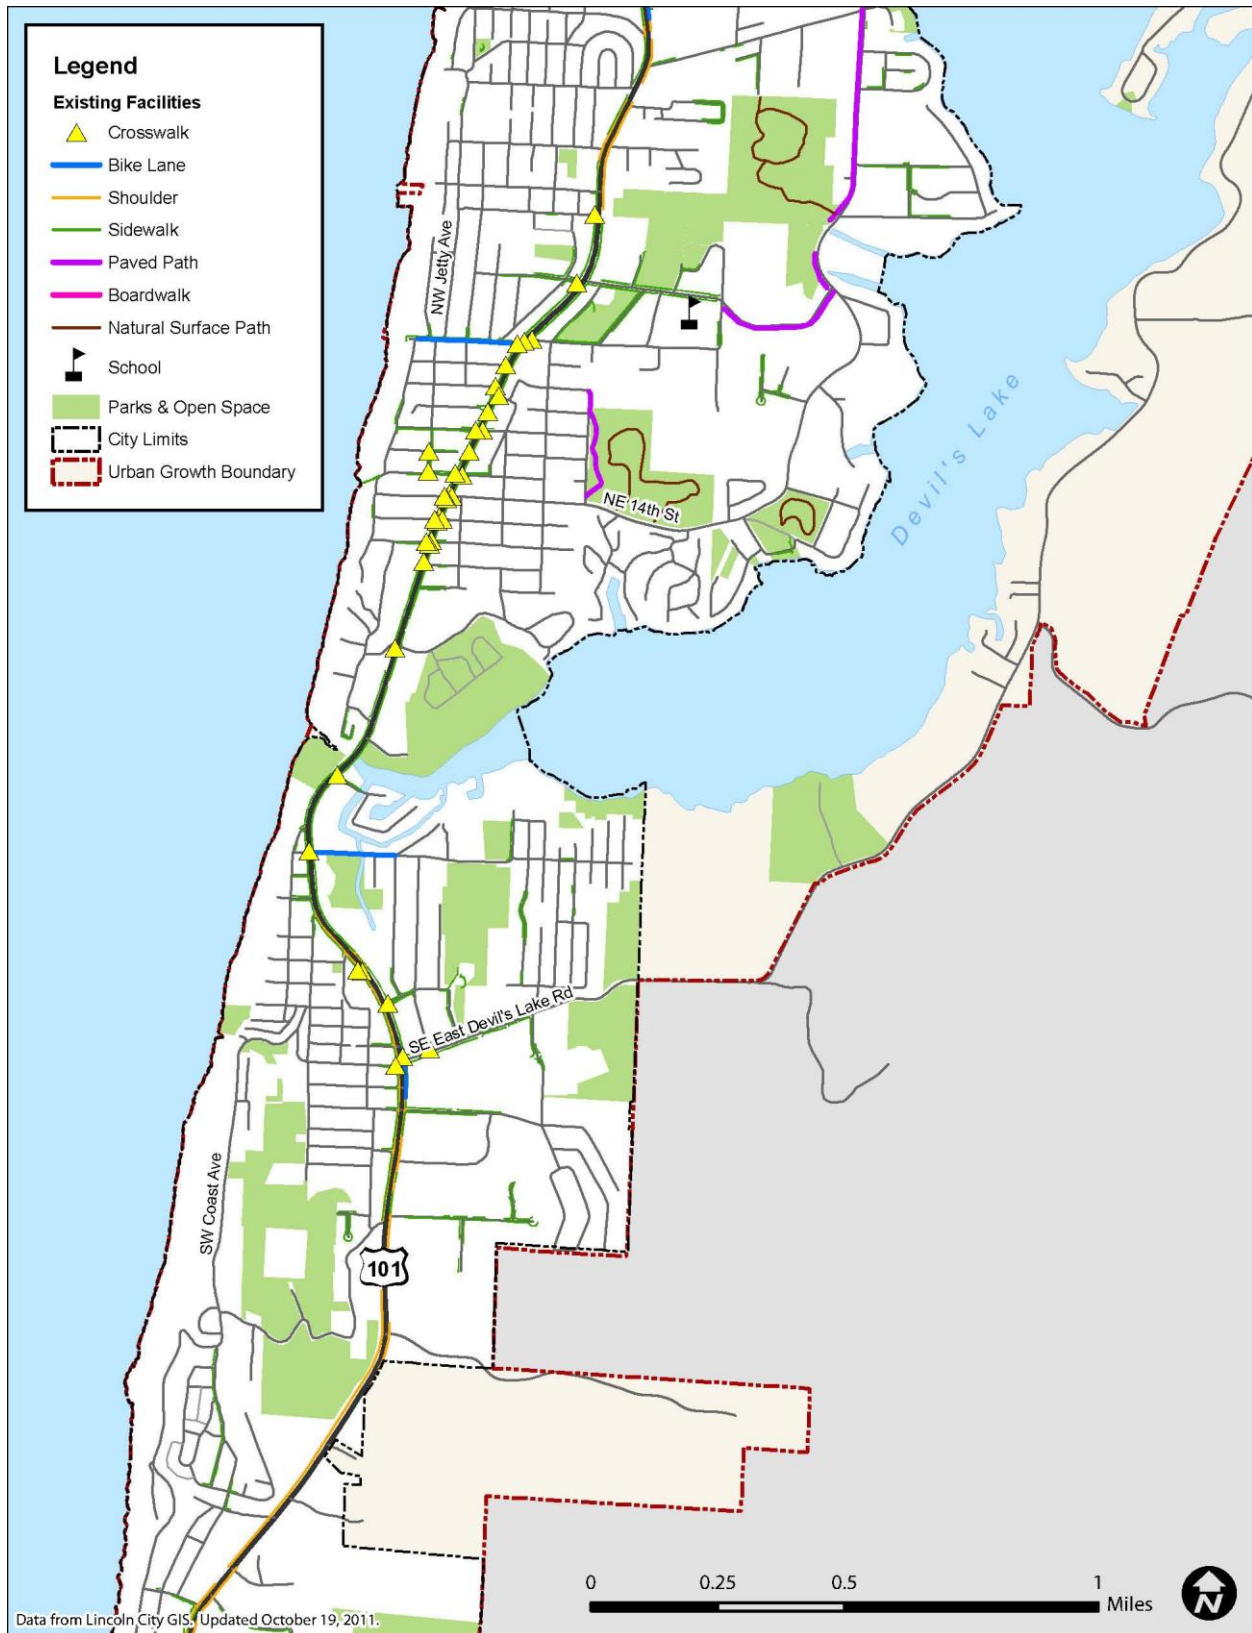 Legend
Existing Facilities
Crosswalk
Bike Lane
Shoulder
Sidewalk
Paved Path
Boardwalk
Natural Surface Path
School
Parks & Open Space
City Limits
Urban Growth Boundary
NW Jetty Ave
Devil's Lake
NE 14th St
SE East Devil's Lake Rd
SW Coast Ave
101
0 0.25 0.5 1
Miles
N
Data from Lincoln City GIS. Updated October 19, 2011.